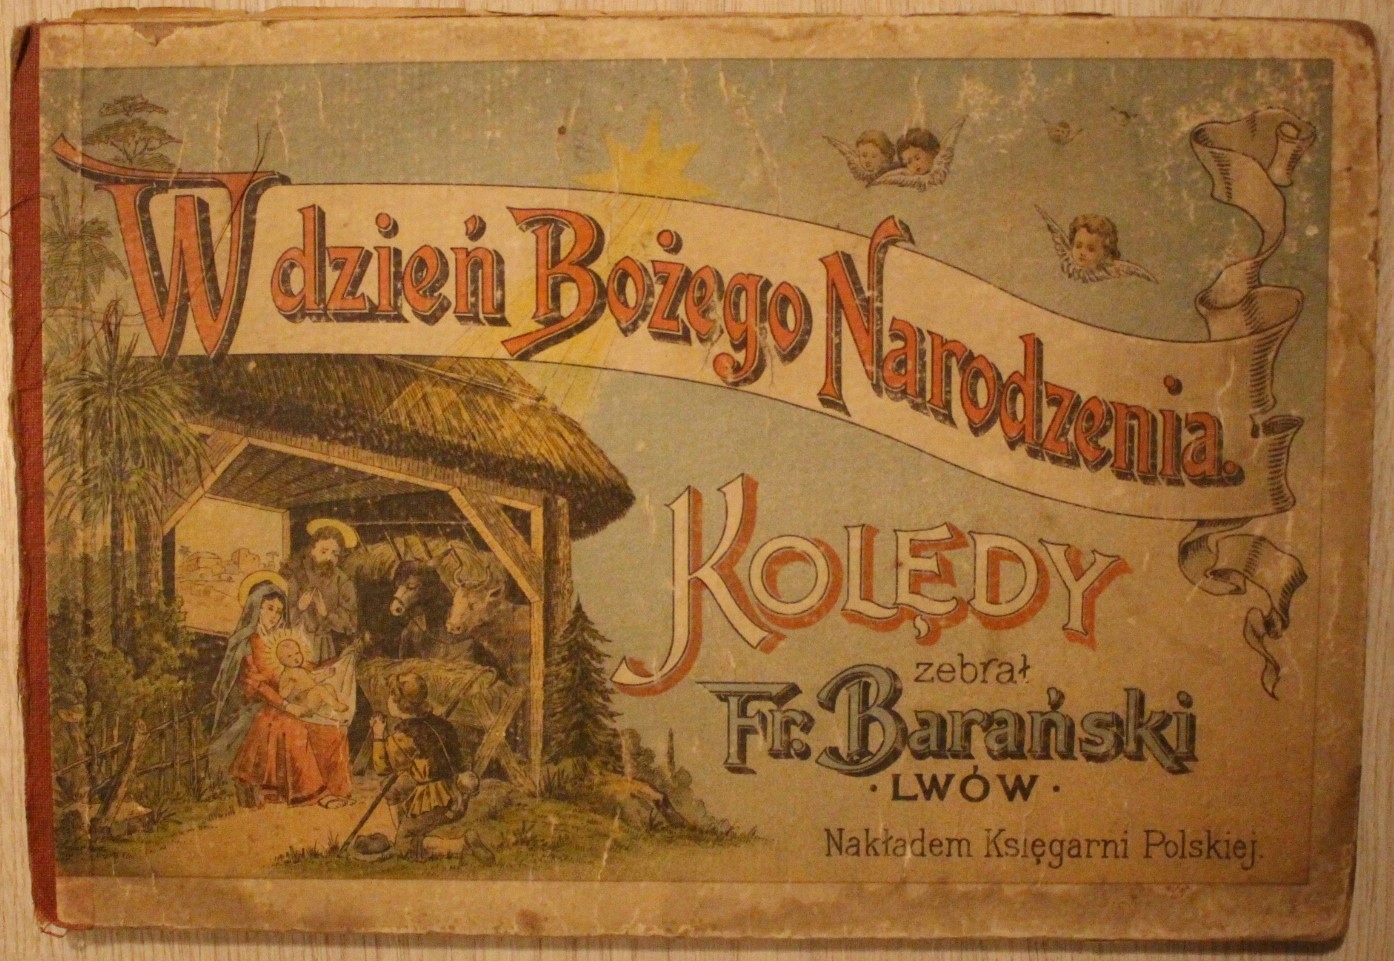 W dzień Bożego Narodzenia.
KOLĘDY
zebrał
Fr. Barański
· LWÓW ·
Nakładem Księgarni Polskiej.